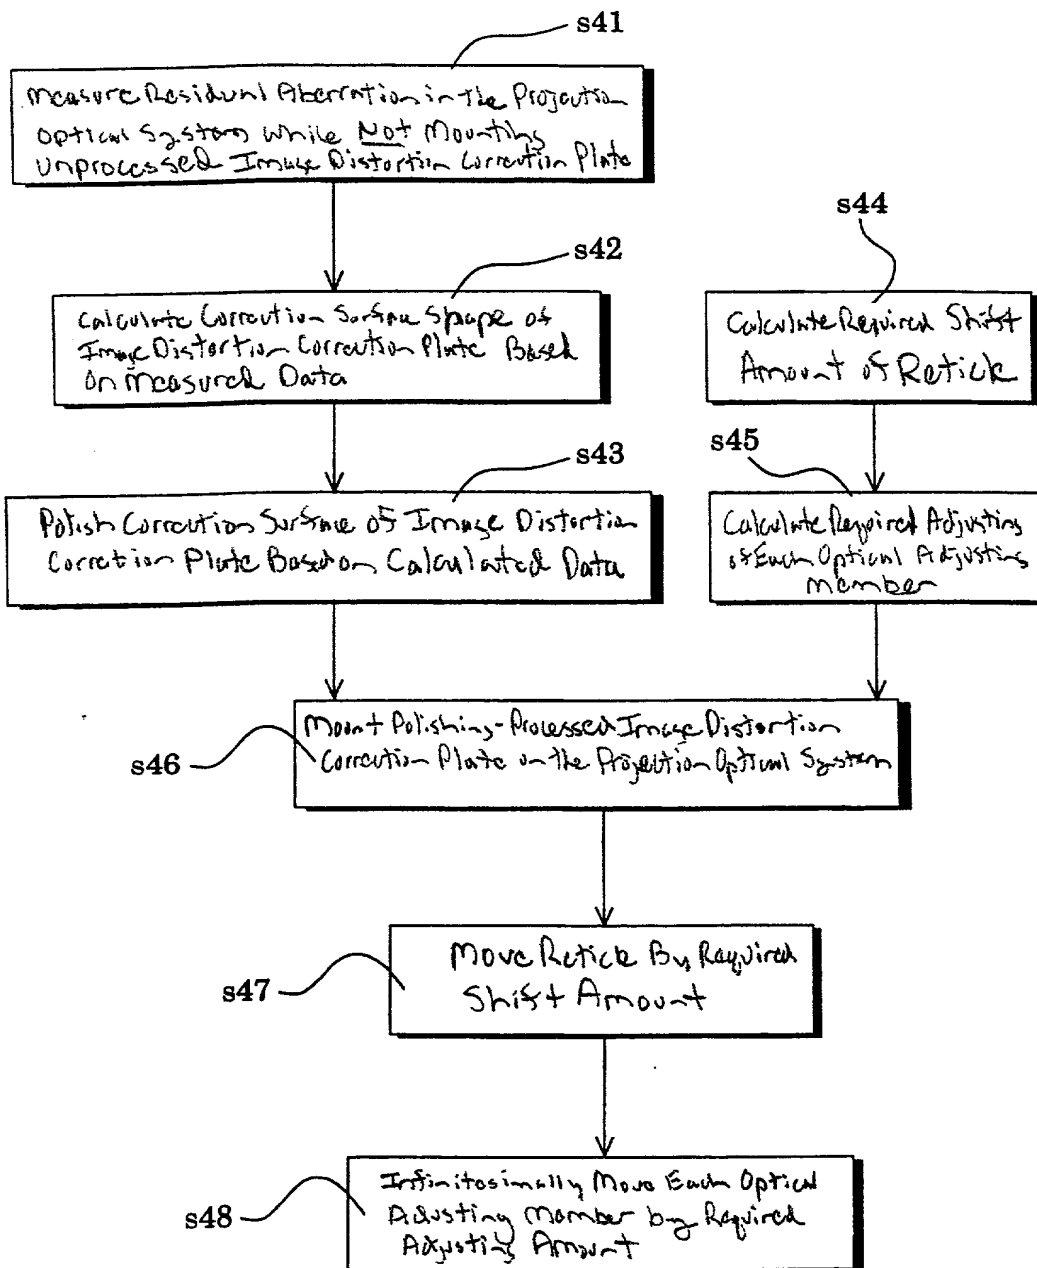 s41
Measure Residual Aberration in the Projection
Optical System while Not Mounting
Unprocessed Image Distortion Correction Plate
s42
Calculate Correction Surface Shape of
Image Distortion Correction Plate Based
On Measured Data
s43
Polish Correction Surface of Image Distortion
Correction Plate Based on Calculated Data
s44
Calculate Required Shift
Amount of Reticle
s45
Calculate Required Adjusting
of Each Optical Adjusting
Member
s46
Mount Polishing-Processed Image Distortion
Correction Plate on the Projection Optical System
s47
Move Reticle By Required
Shift Amount
s48
Infinitesimally Move Each Optical
Adjusting Member by Required
Adjusting Amount